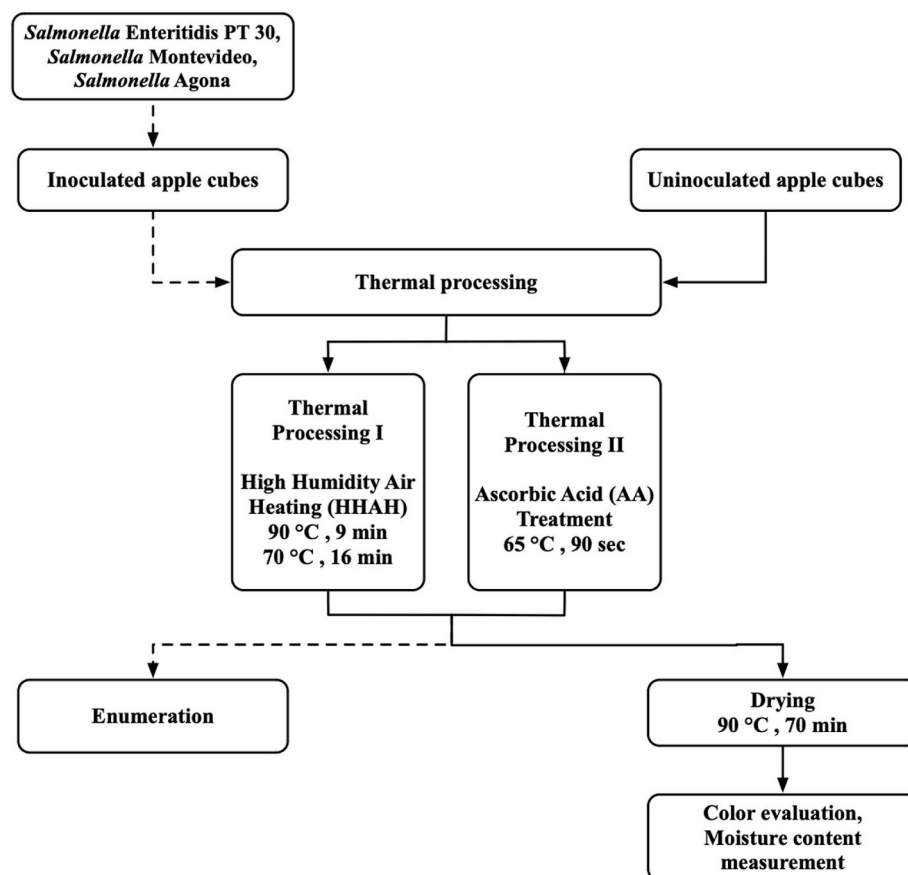 Salmonella Enteritidis PT 30,
Salmonella Montevideo,
Salmonella Agona
Inoculated apple cubes
Uninoculated apple cubes
Thermal processing
Thermal
Processing I
High Humidity Air
Heating (HHAH)
90 °C , 9 min
70 °C , 16 min
Thermal
Processing II
Ascorbic Acid (AA)
Treatment
65 °C , 90 sec
Enumeration
Drying
90 °C , 70 min
Color evaluation,
Moisture content
measurement